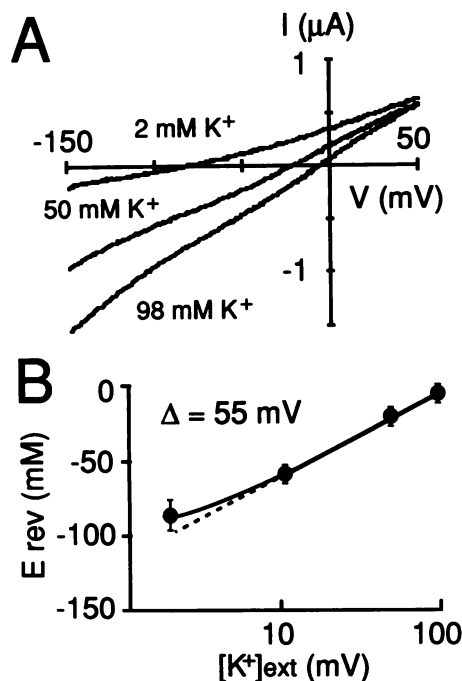 A
I (μA)
1
2 mM K+
-150
50
50 mM K+
V (mV)
-1
98 mM K+
B
0
Δ = 55 mV
-50
-100
-150
E rev (mM)
10
100
[K+]ext (mV)